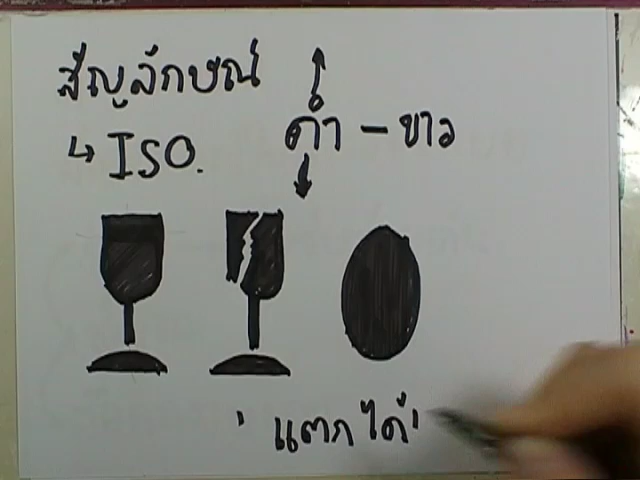 สัญลักษณ์
↳ ISO. ดำ - ขาว
' แตกได้ '